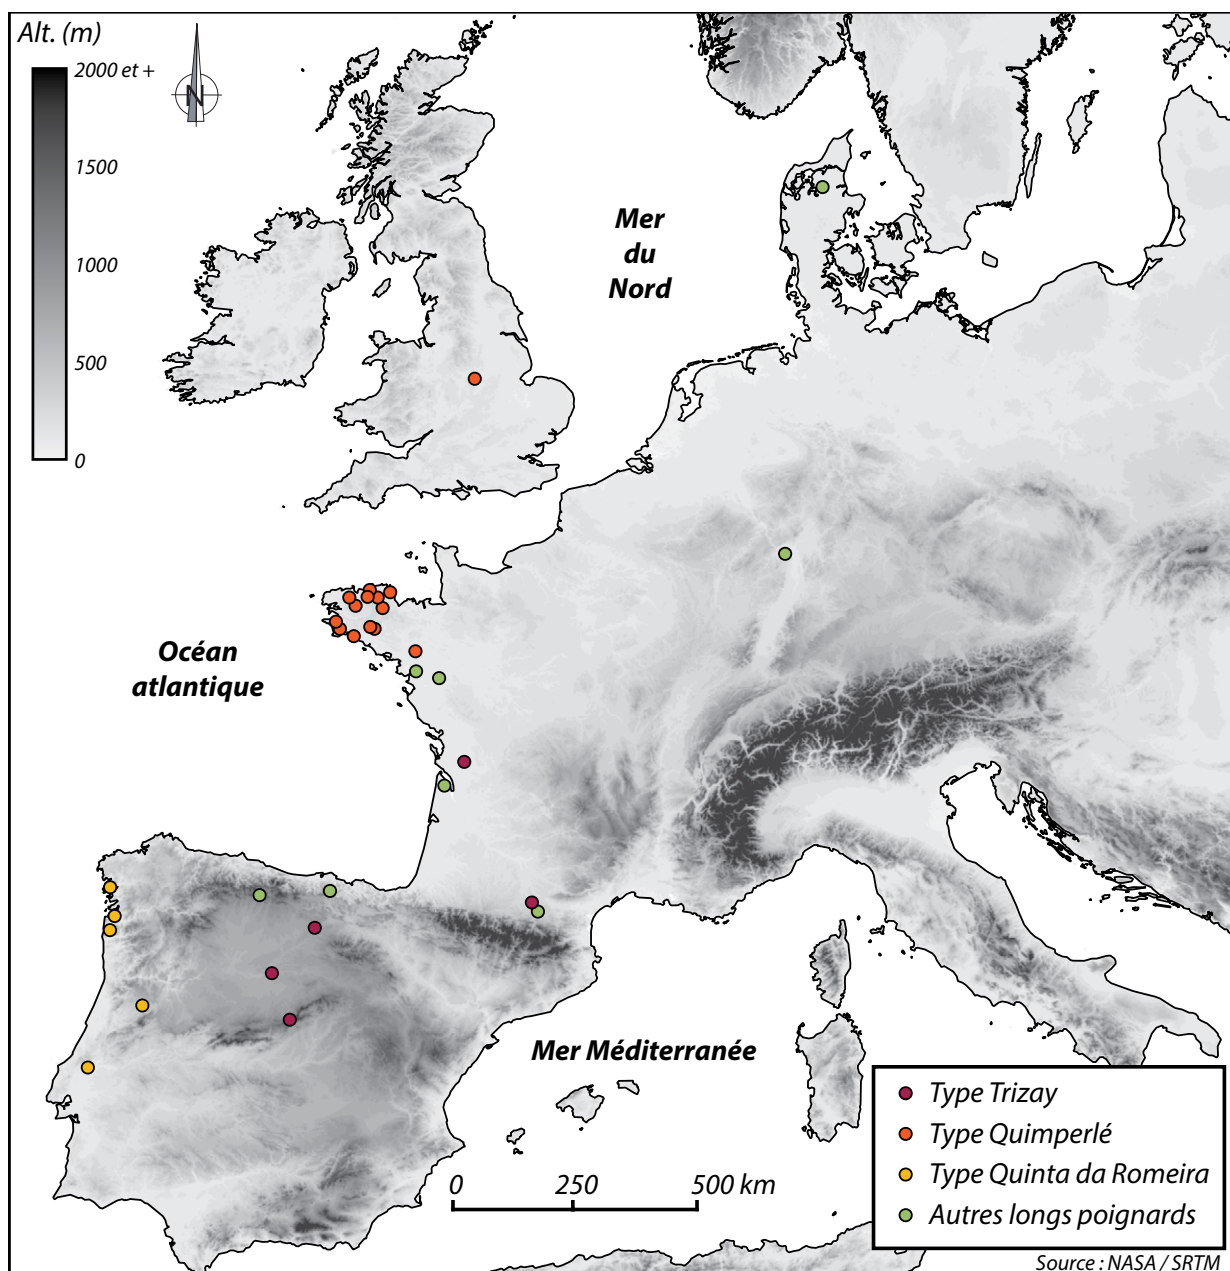 Alt. (m)
2000 et +
1500
1000
500
0
N
Mer
du
Nord
Océan
atlantique
Mer Méditerranée
0 250 500 km
Type Trizay
Type Quimperlé
Type Quinta da Romeira
Autres longs poignards
Source : NASA / SRTM